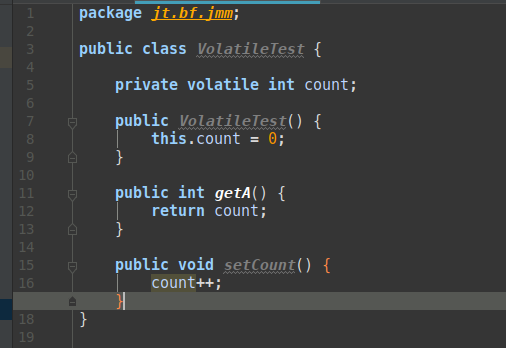 1 package jt.bf.jmm;
2
3 public class VolatileTest {
4
5 private volatile int count;
6
7 public VolatileTest() {
8 this.count = 0;
9 }
10
11 public int getA() {
12 return count;
13 }
14
15 public void setCount() {
16 count++;
}
18 }
19